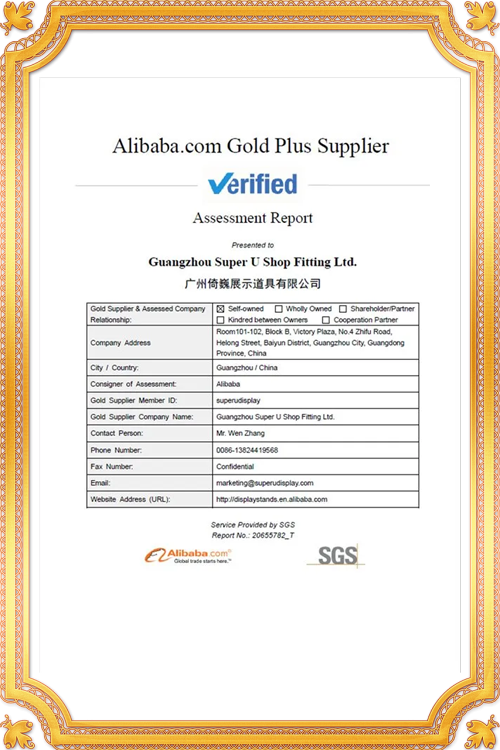 Alibaba.com Gold Plus Supplier
Verified
Assessment Report
Presented to
Guangzhou Super U Shop Fitting Ltd.
广州倚巍展示道具有限公司
Gold Supplier & Assessed Company Relationship: ☒ Self-owned ☐ Wholly Owned ☐ Shareholder/Partner
☐ Kindred between Owners ☐ Cooperation Partner
Company Address Room101-102, Block B, Victory Plaza, No.4 Zhifu Road,
Helong Street, Baiyun District, Guangzhou City, Guangdong
Province, China
City / Country: Guangzhou / China
Consigner of Assessment: Alibaba
Gold Supplier Member ID: superudisplay
Gold Supplier Company Name: Guangzhou Super U Shop Fitting Ltd.
Contact Person: Mr. Wen Zhang
Phone Number: 0086-13824419568
Fax Number: Confidential
Email: marketing@superudisplay.com
Website Address (URL): http://displaystands.en.alibaba.com
Service Provided by SGS
Report No.: 20655782_T
Alibaba.com®
Global trade starts here.™
SGS